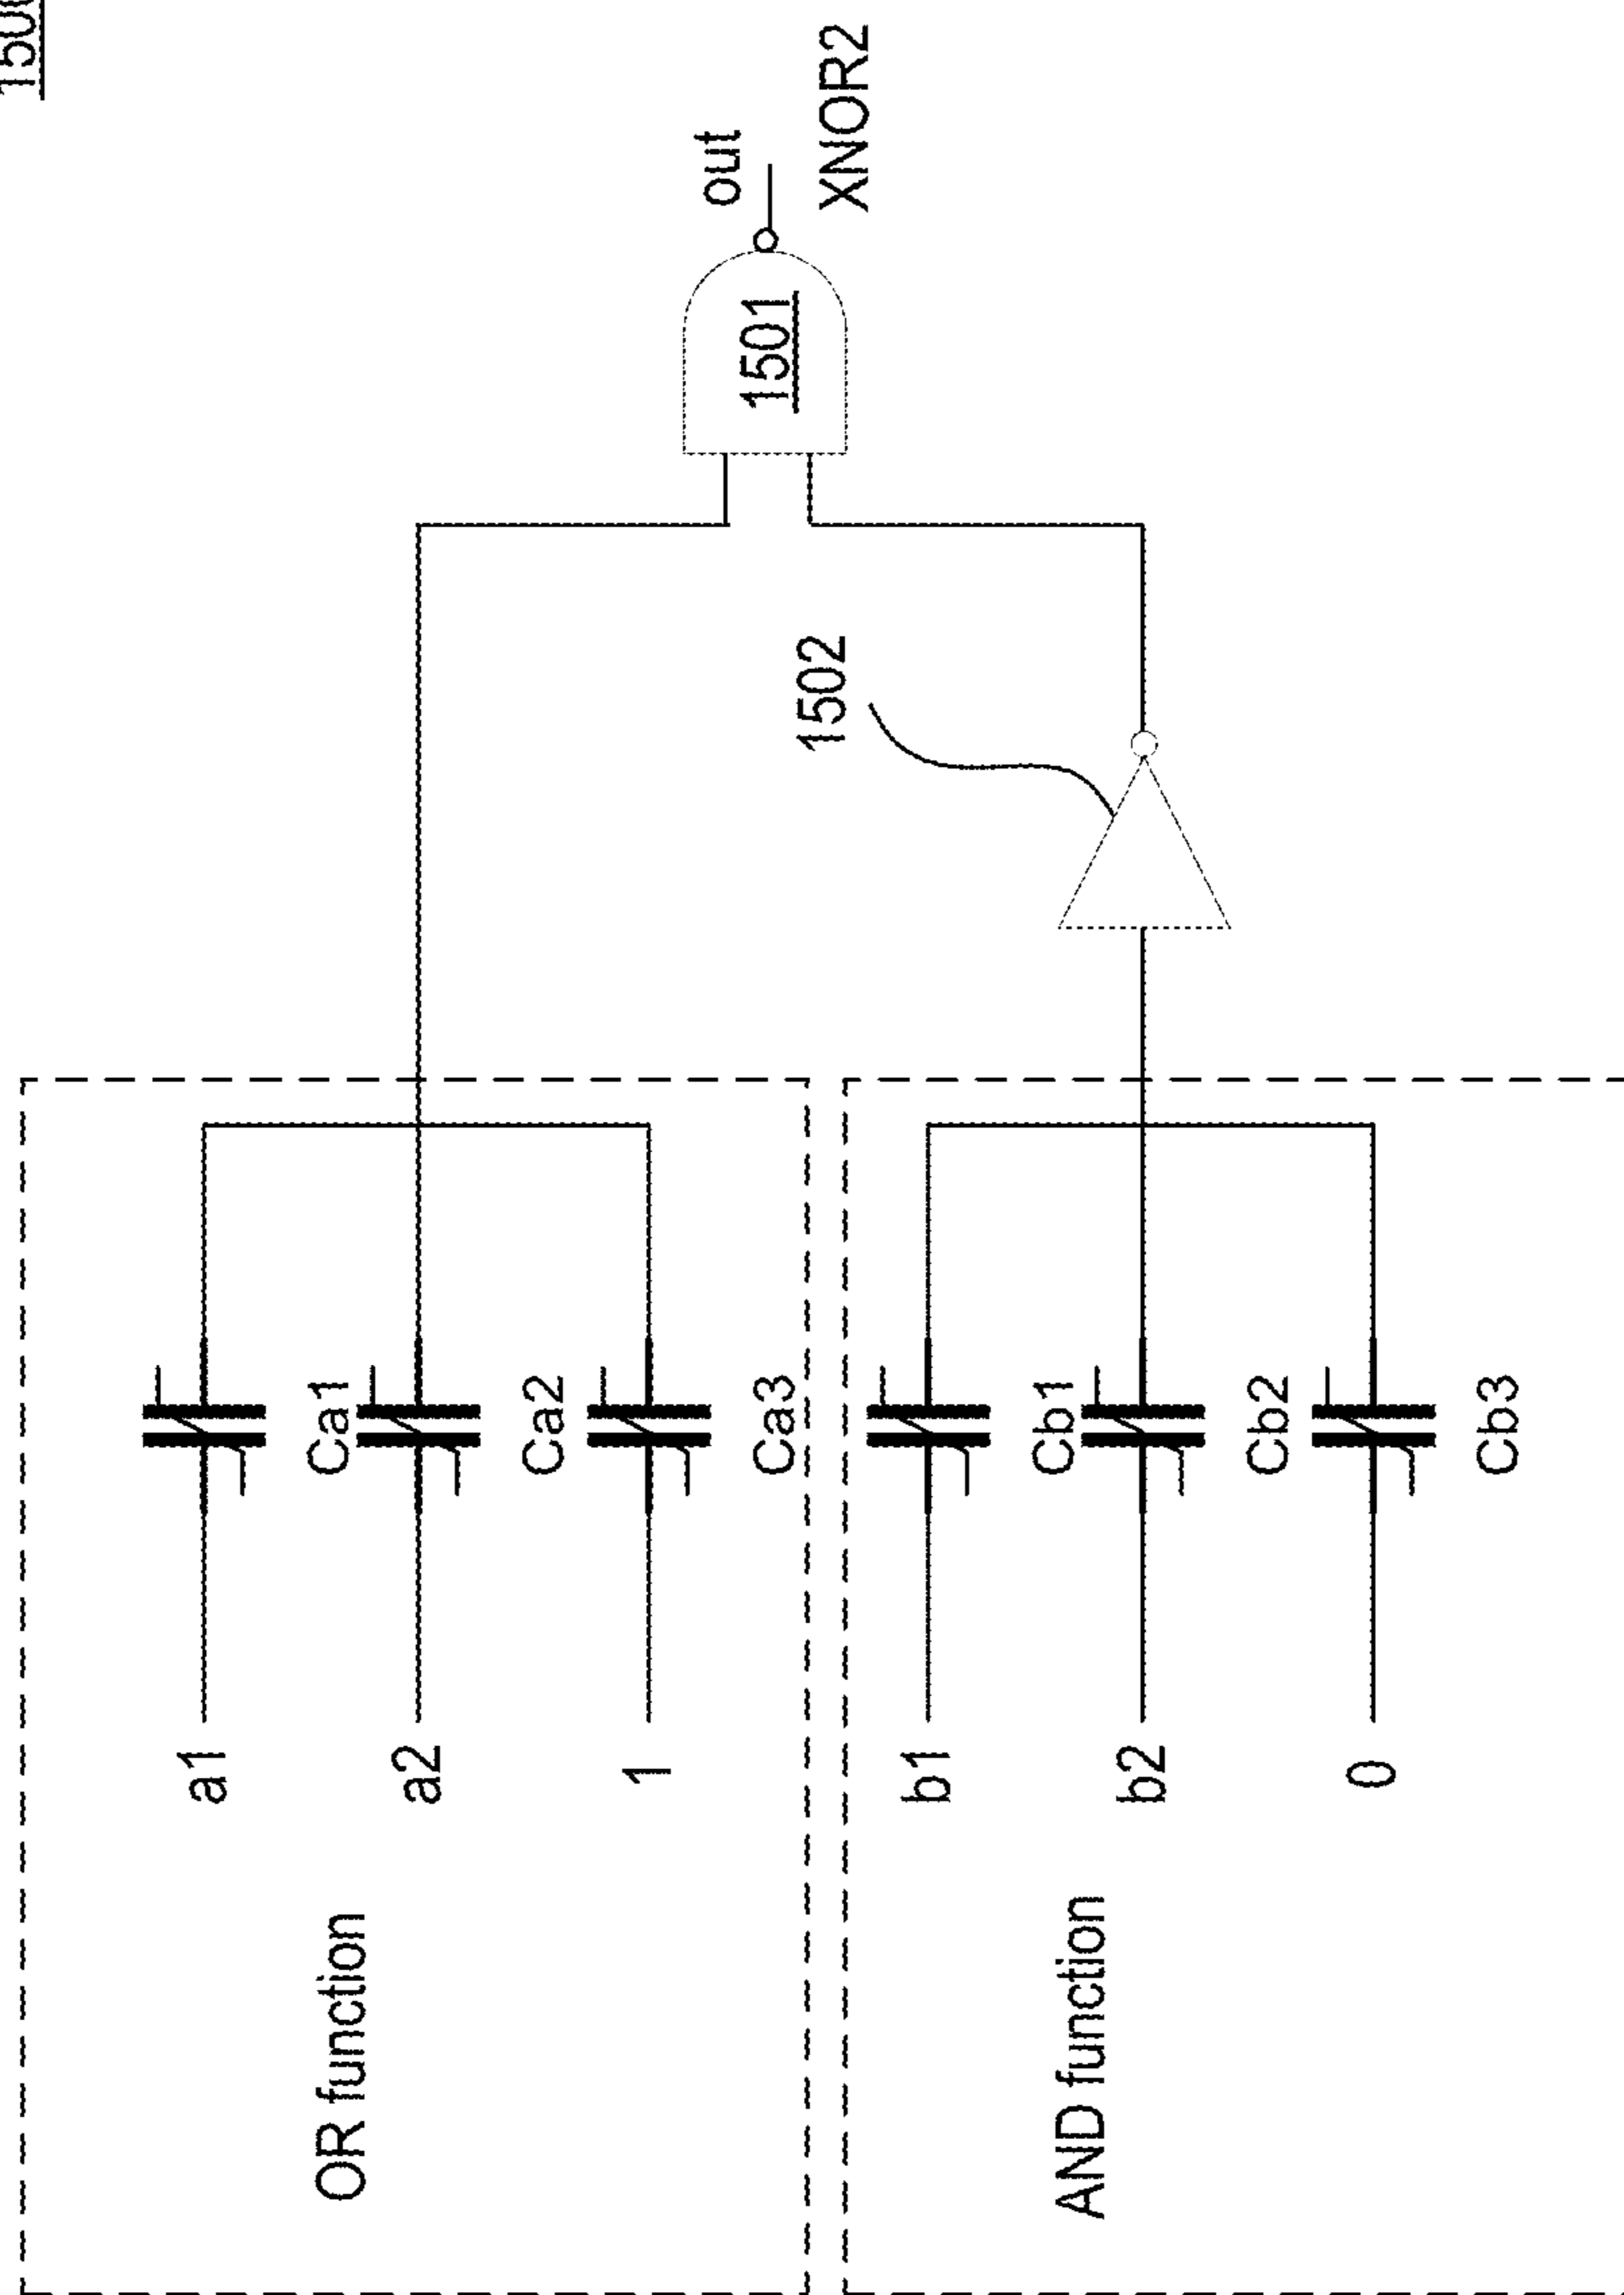 OR function
a1
a2
1
Ca1
Ca2
Ca3
AND function
b1
b2
0
Cb1
Cb2
Cb3
1502
1501
out
XNOR2